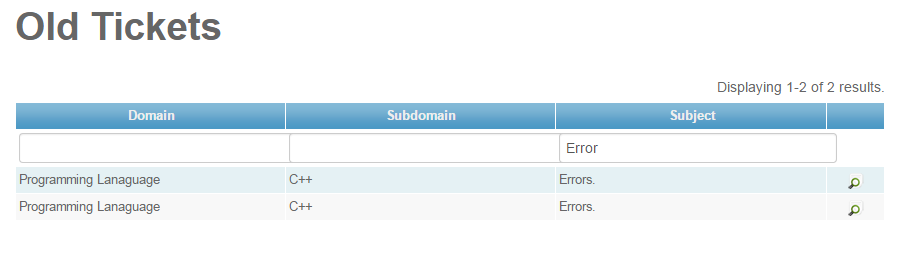 Old Tickets
Displaying 1-2 of 2 results.
Domain Subdomain Subject
Error
Programming Lanaguage C++ Errors.
Programming Lanaguage C++ Errors.